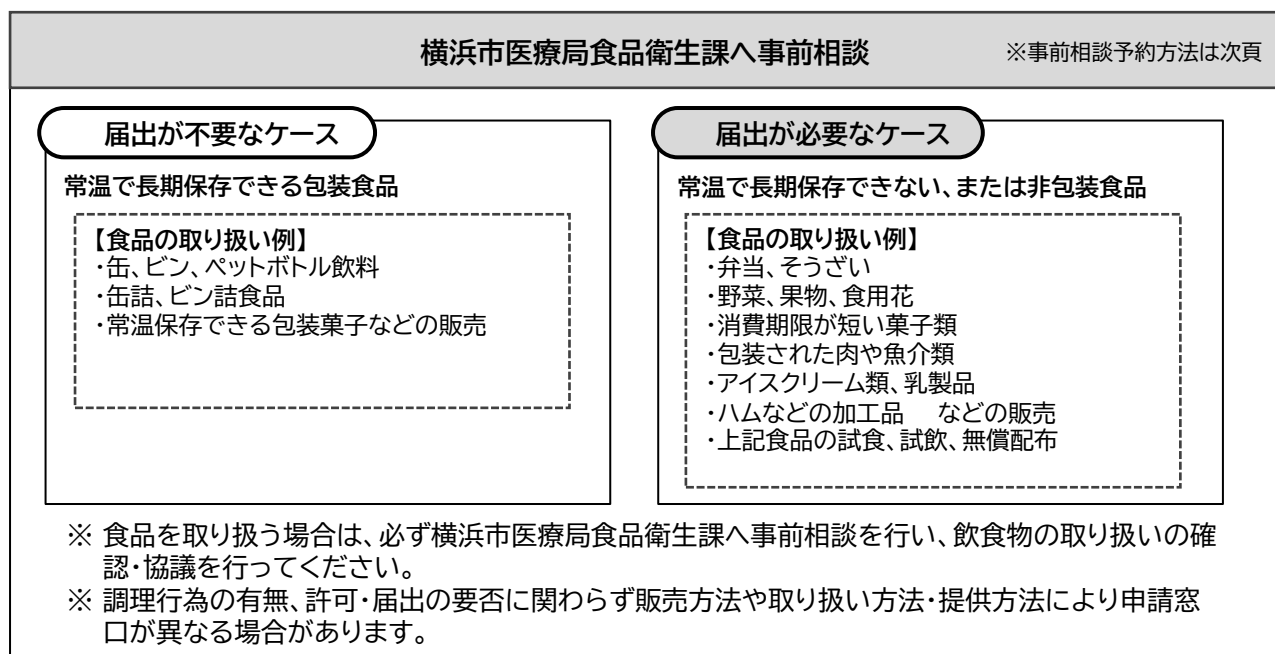 横浜市医療局食品衛生課へ事前相談 ※事前相談予約方法は次頁
届出が不要なケース
常温で長期保存できる包装食品
【食品の取り扱い例】
・缶、ビン、ペットボトル飲料
・缶詰、ビン詰食品
・常温保存できる包装菓子などの販売
届出が必要なケース
常温で長期保存できない、または非包装食品
【食品の取り扱い例】
・弁当、そうざい
・野菜、果物、食用花
・消費期限が短い菓子類
・包装された肉や魚介類
・アイスクリーム類、乳製品
・ハムなどの加工品 などの販売
・上記食品の試食、試飲、無償配布
※ 食品を取り扱う場合は、必ず横浜市医療局食品衛生課へ事前相談を行い、飲食物の取り扱いの確
認・協議を行ってください。
※ 調理行為の有無、許可・届出の要否に関わらず販売方法や取り扱い方法・提供方法により申請窓
口が異なる場合があります。